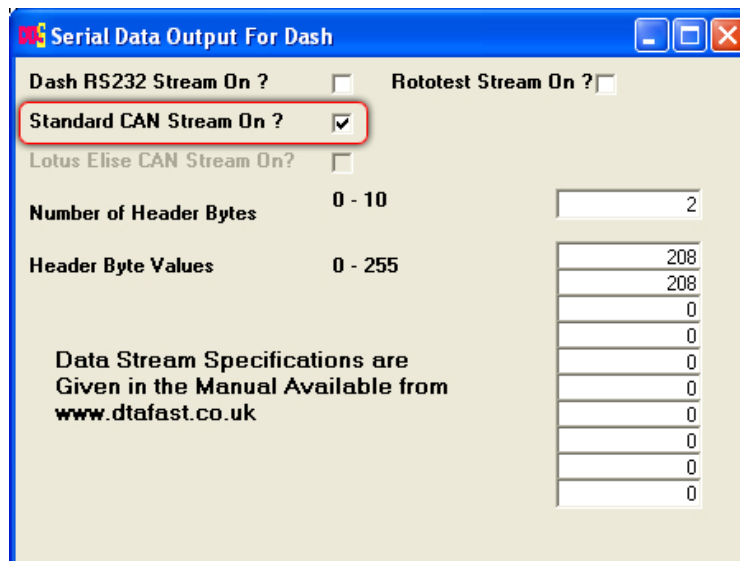 Serial Data Output For Dash
Dash RS232 Stream On ? Rototest Stream On ?
Standard CAN Stream On ?
Lotus Elise CAN Stream On?
Number of Header Bytes 0 - 10 2
Header Byte Values 0 - 255 208
208
0
0
0
0
0
0
0
0
Data Stream Specifications are
Given in the Manual Available from
www.dtafast.co.uk